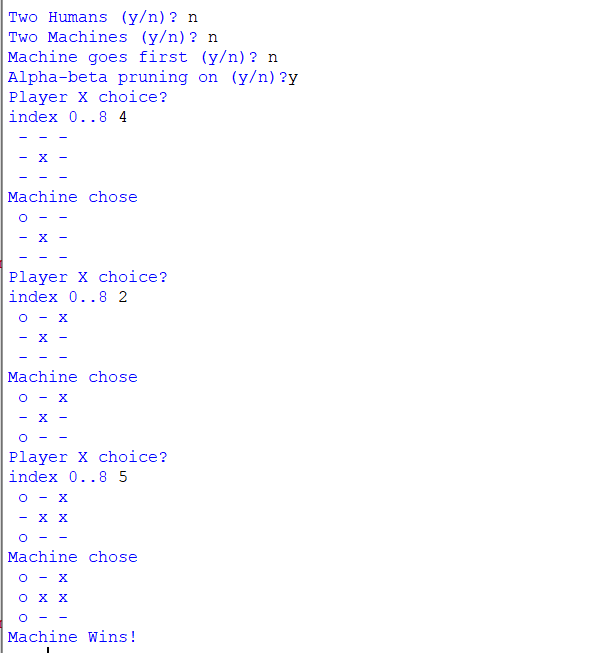 Two Humans (y/n)? n
Two Machines (y/n)? n
Machine goes first (y/n)? n
Alpha-beta pruning on (y/n)?y
Player X choice?
index 0..8 4
- - -
- x -
- - -
Machine chose
o - -
- x -
- - -
Player X choice?
index 0..8 2
o - x
- x -
- - -
Machine chose
o - x
- x -
o - -
Player X choice?
index 0..8 5
o - x
- x x
o - -
Machine chose
o - x
o x x
o - -
Machine Wins!